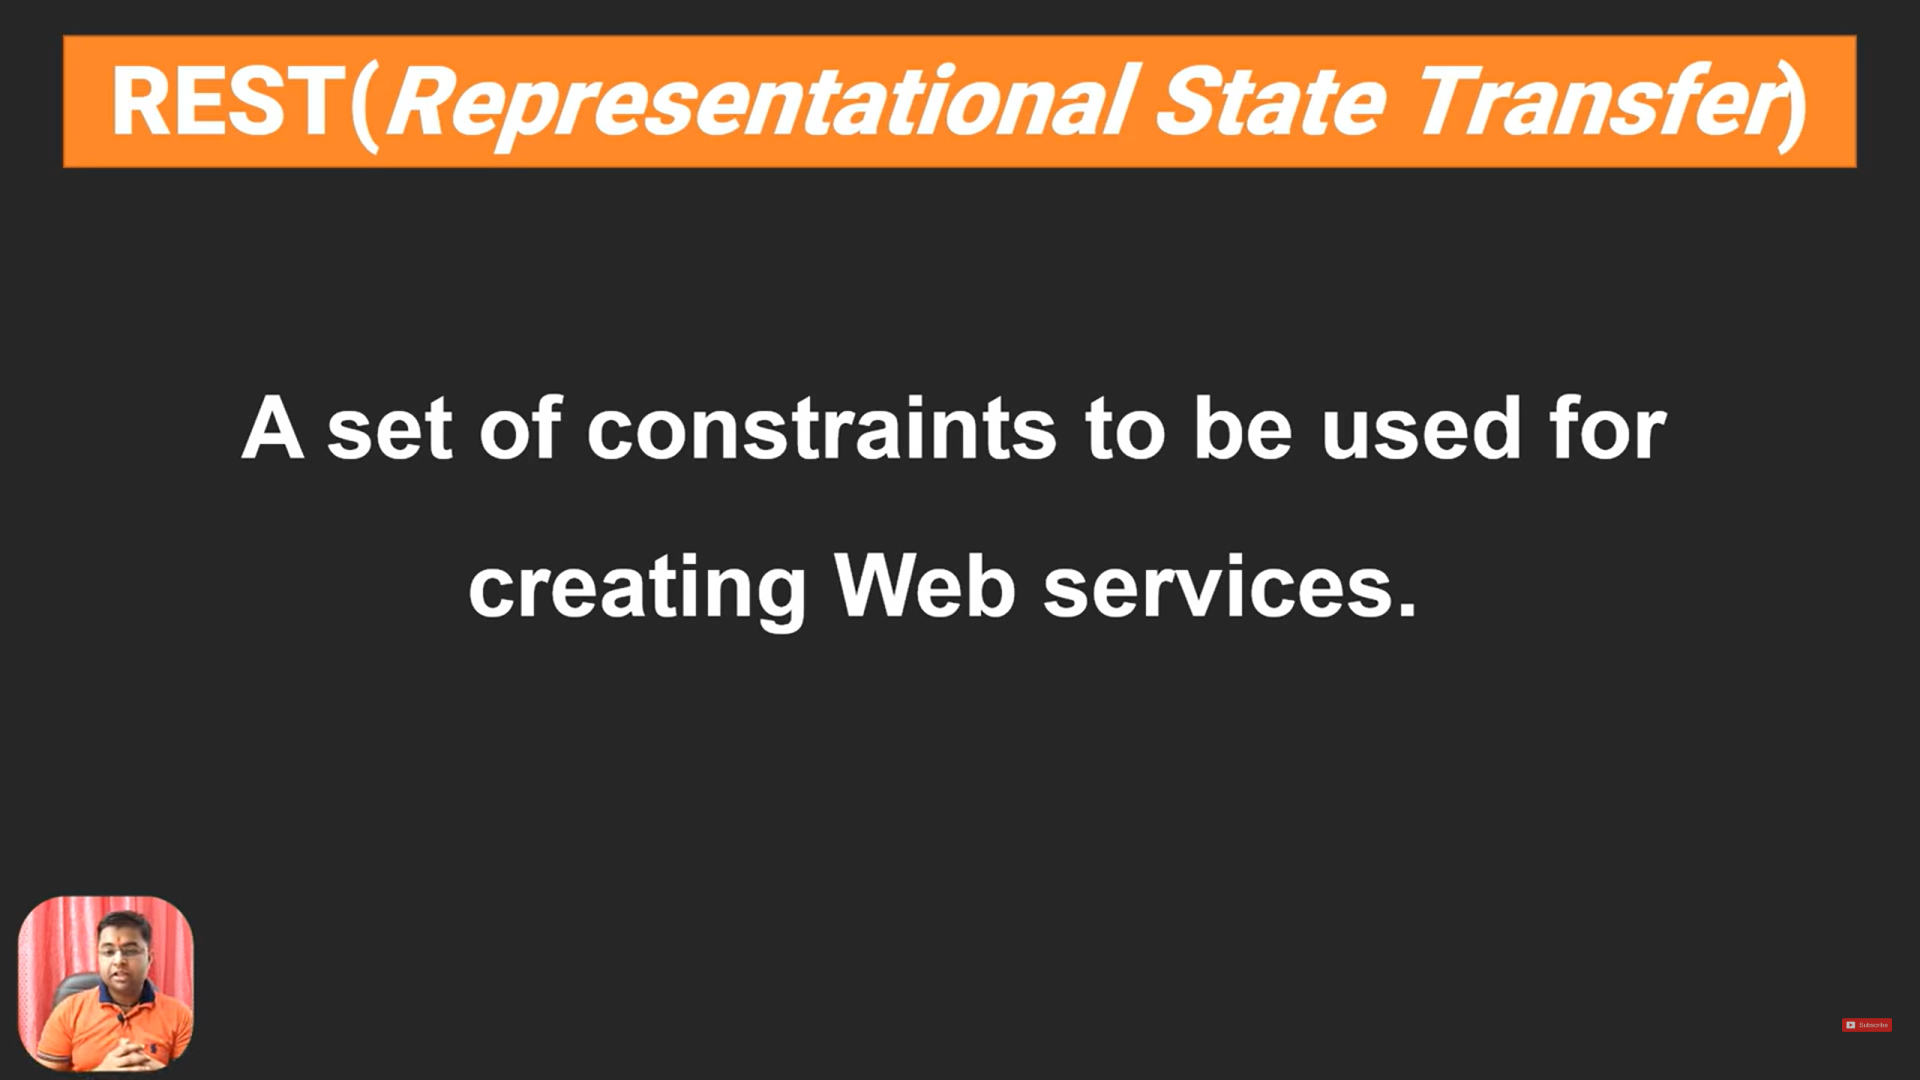 REST(Representational State Transfer)
A set of constraints to be used for
creating Web services.
Subscribe